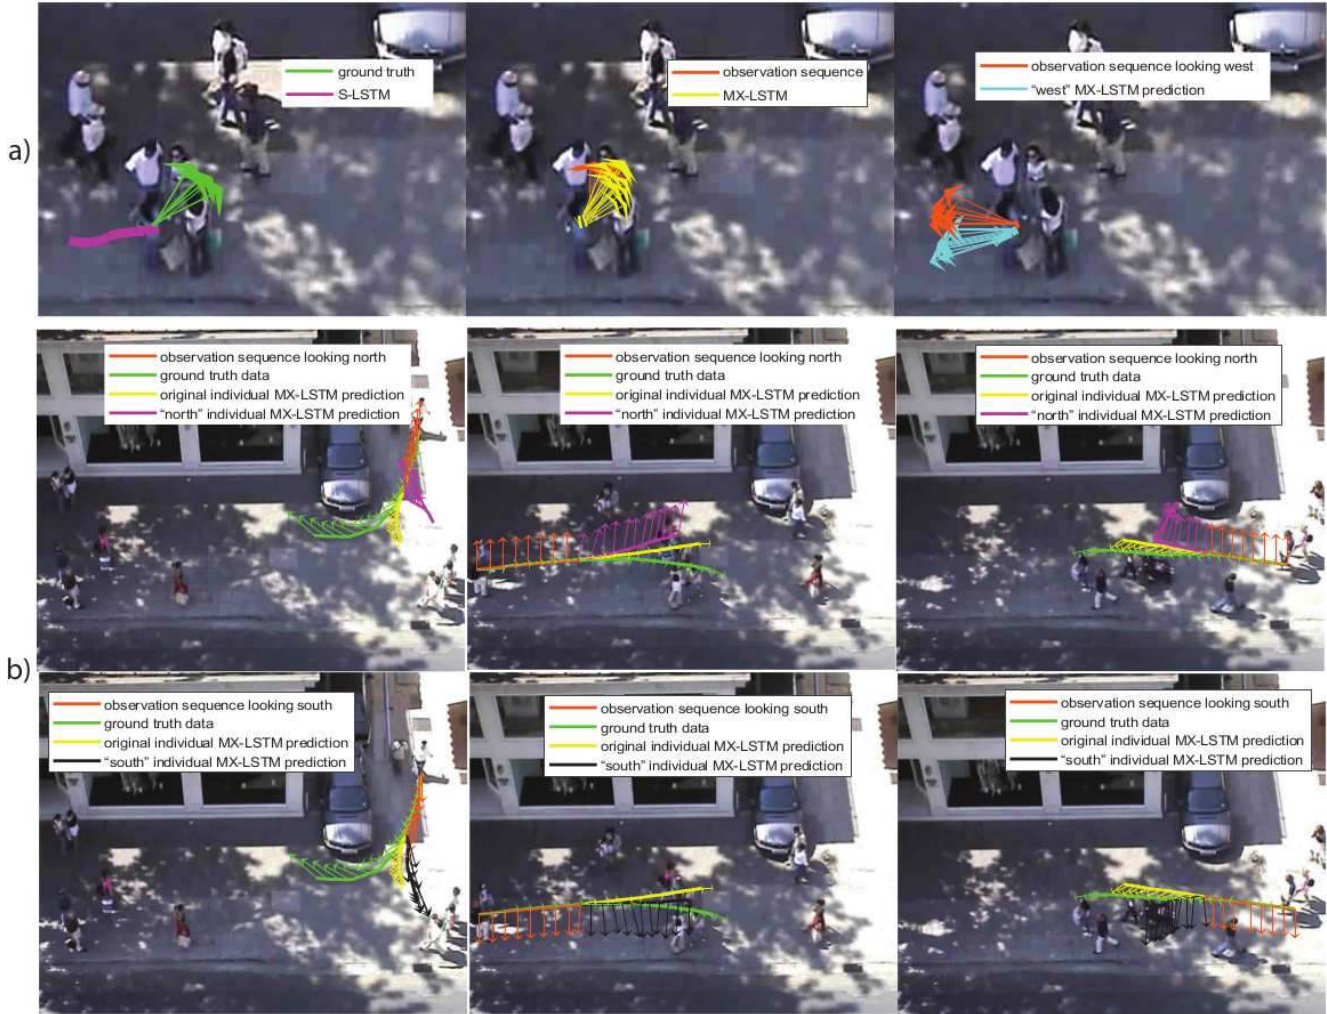 a)
ground truth
S-LSTM
observation sequence
MX-LSTM
observation sequence looking west
"west" MX-LSTM prediction
b)
observation sequence looking north
ground truth data
original individual MX-LSTM prediction
"north" individual MX-LSTM prediction
observation sequence looking north
ground truth data
original individual MX-LSTM prediction
"north" individual MX-LSTM prediction
observation sequence looking north
ground truth data
original individual MX-LSTM prediction
"north" individual MX-LSTM prediction
observation sequence looking south
ground truth data
original individual MX-LSTM prediction
"south" individual MX-LSTM prediction
observation sequence looking south
ground truth data
original individual MX-LSTM prediction
"south" individual MX-LSTM prediction
observation sequence looking south
ground truth data
original individual MX-LSTM prediction
"south" individual MX-LSTM prediction